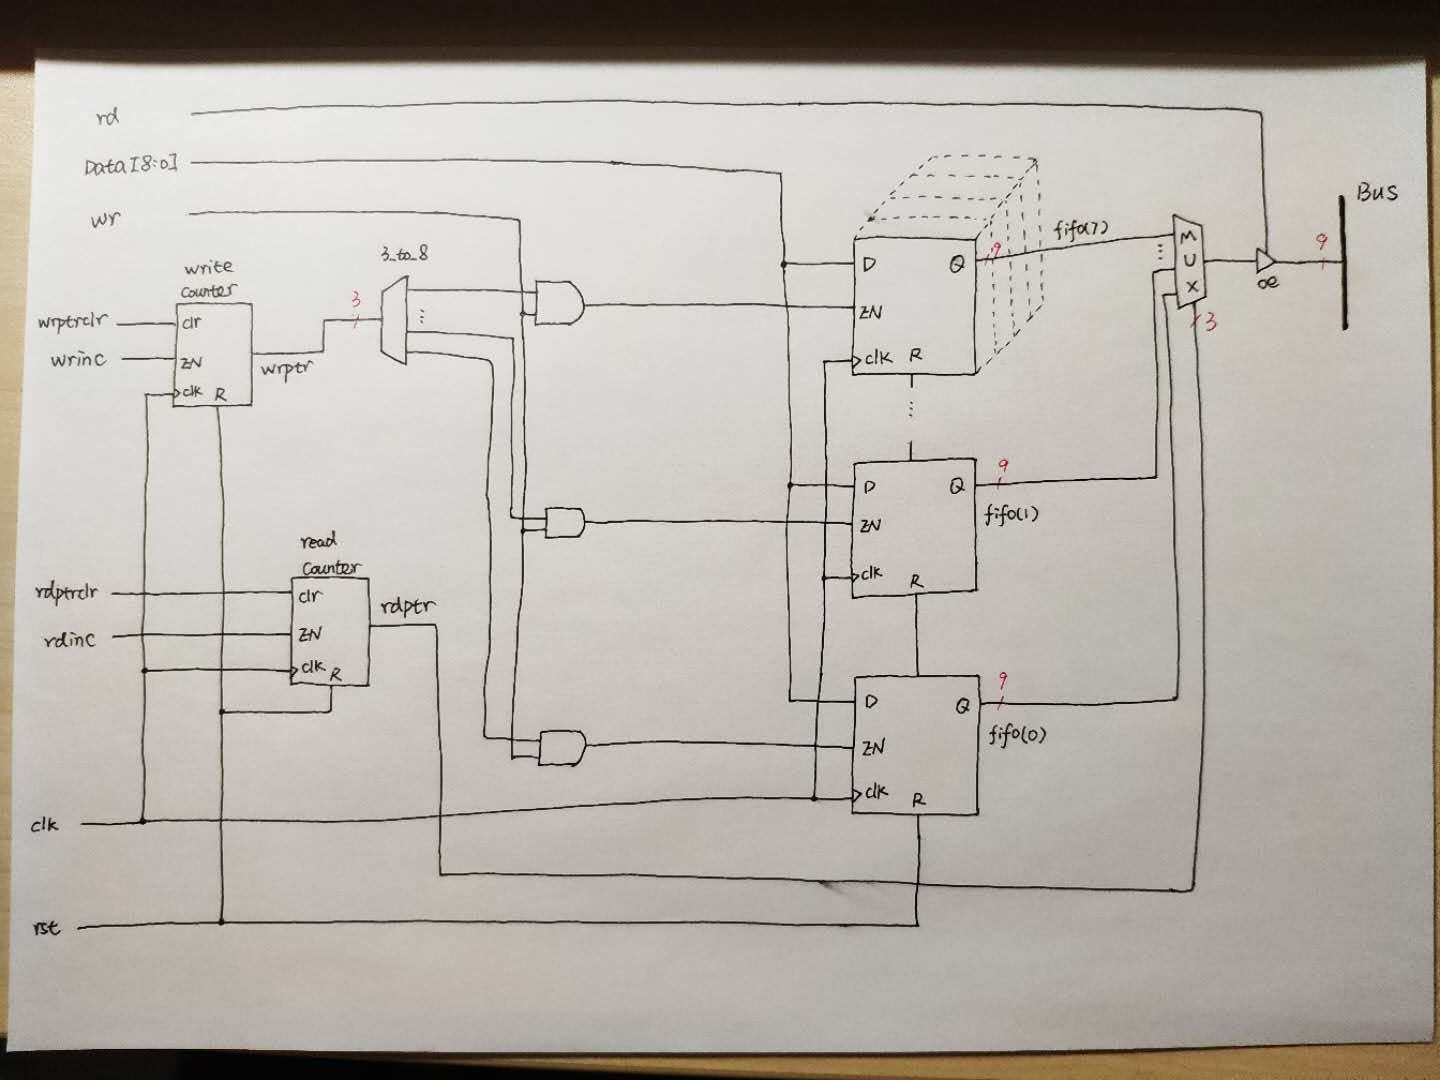 rd
Data[8:0]
wr
write
counter
wrptrclr
wrinc
clr
ZN
clk R
wrptr
3
3_to_8
read
counter
rdptrclr
rdinc
clr
ZN
clk R
rdptr
clk
rst
D Q
ZN
clk R
9
fifo(7)
D Q
ZN
clk R
9
fifo(1)
D Q
ZN
clk R
9
fifo(0)
M
U
X
3
oe
9
Bus